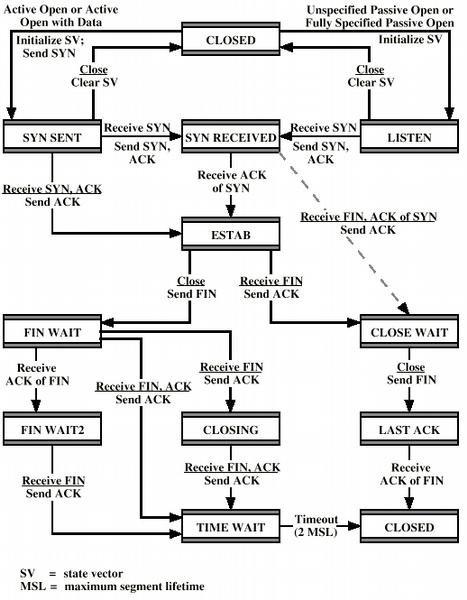 Active Open or Active
Open with Data
Unspecified Passive Open or
Fully Specified Passive Open
CLOSED
Initialize SV;
Send SYN
Initialize SV
Close
Clear SV
Close
Clear SV
SYN SENT
Receive SYN
Send SYN,
ACK
SYN RECEIVED
Receive SYN
Send SYN,
ACK
LISTEN
Receive SYN, ACK
Send ACK
Receive ACK
of SYN
Receive FIN, ACK of SYN
Send ACK
ESTAB
Close
Send FIN
Receive FIN
Send ACK
FIN WAIT
CLOSE WAIT
Receive
ACK of FIN
Receive FIN, ACK
Send ACK
Receive FIN
Send ACK
Close
Send FIN
FIN WAIT2
CLOSING
LAST ACK
Receive FIN
Send ACK
Receive FIN, ACK
Send ACK
Receive
ACK of FIN
TIME WAIT
Timeout
(2 MSL)
CLOSED
SV = state vector
MSL = maximum segment lifetime